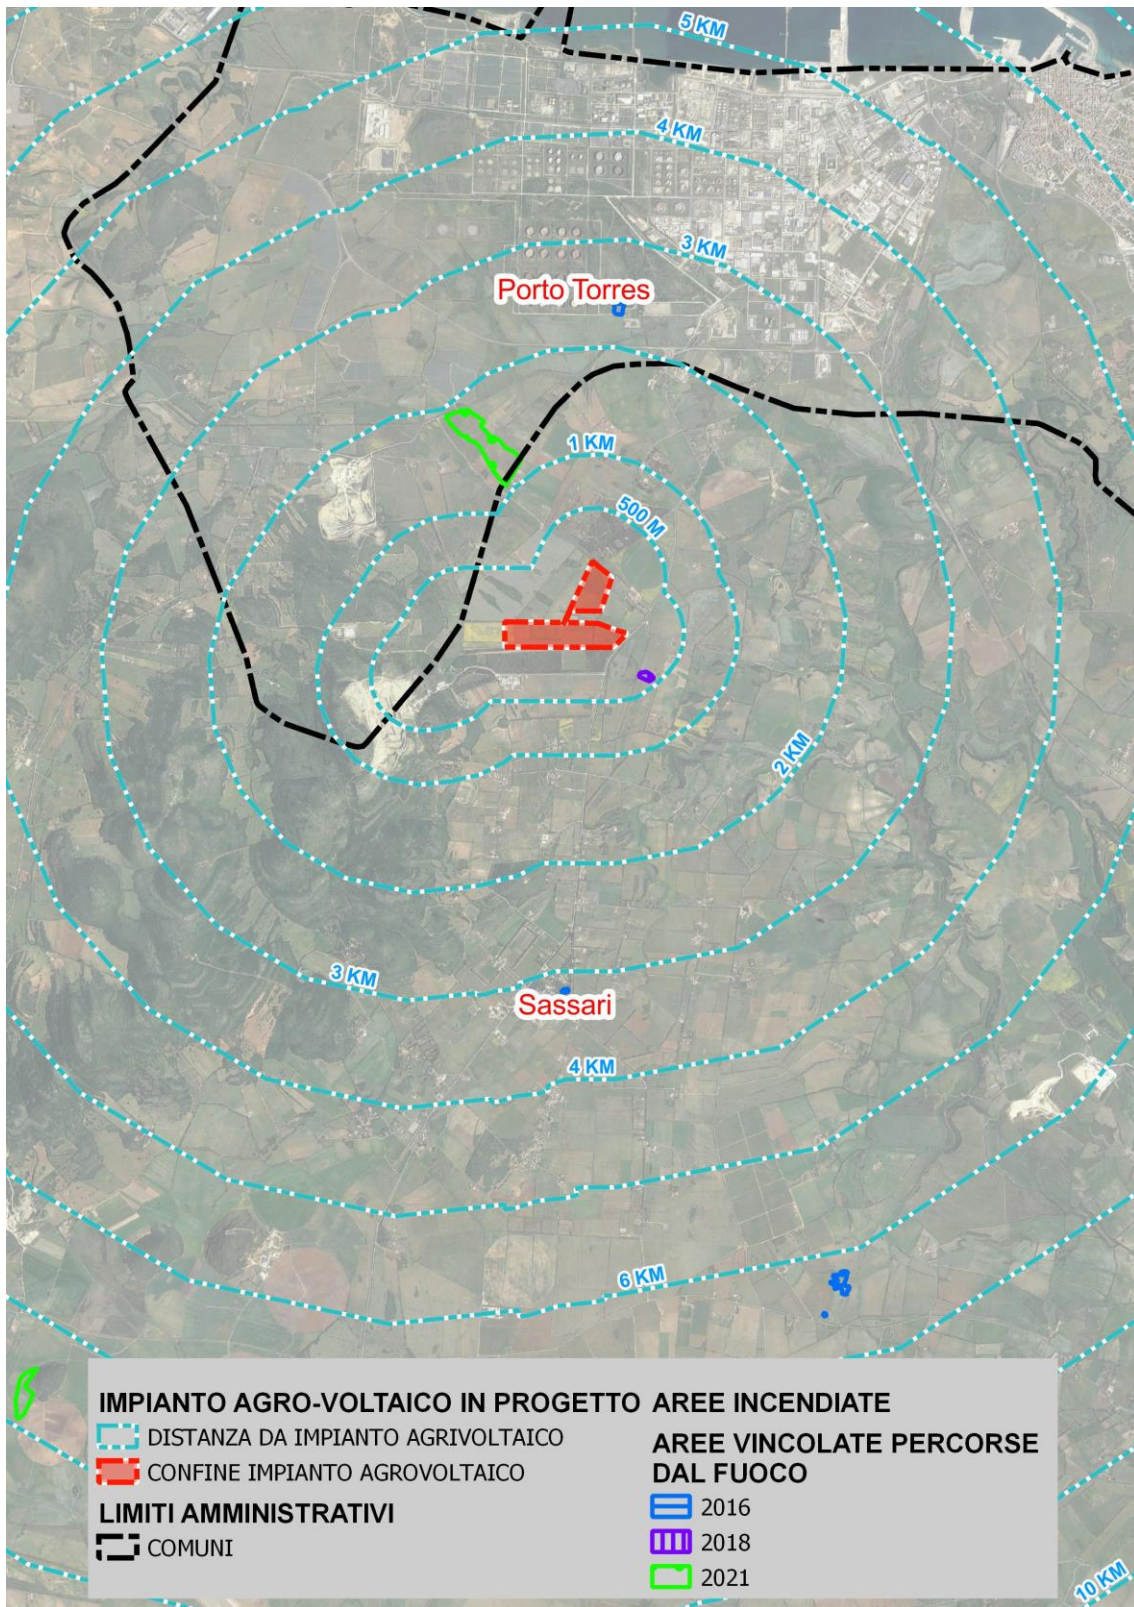 5 KM
4 KM
3 KM
Porto Torres
1 KM
500 M
2 KM
3 KM
Sassari
4 KM
6 KM
IMPIANTO AGRO-VOLTAICO IN PROGETTO
DISTANZA DA IMPIANTO AGRIVOLTAICO
CONFINE IMPIANTO AGROVOLTAICO
LIMITI AMMINISTRATIVI
COMUNI
AREE INCENDIATE
AREE VINCOLATE PERCORSE
DAL FUOCO
2016
2018
2021
10 KM